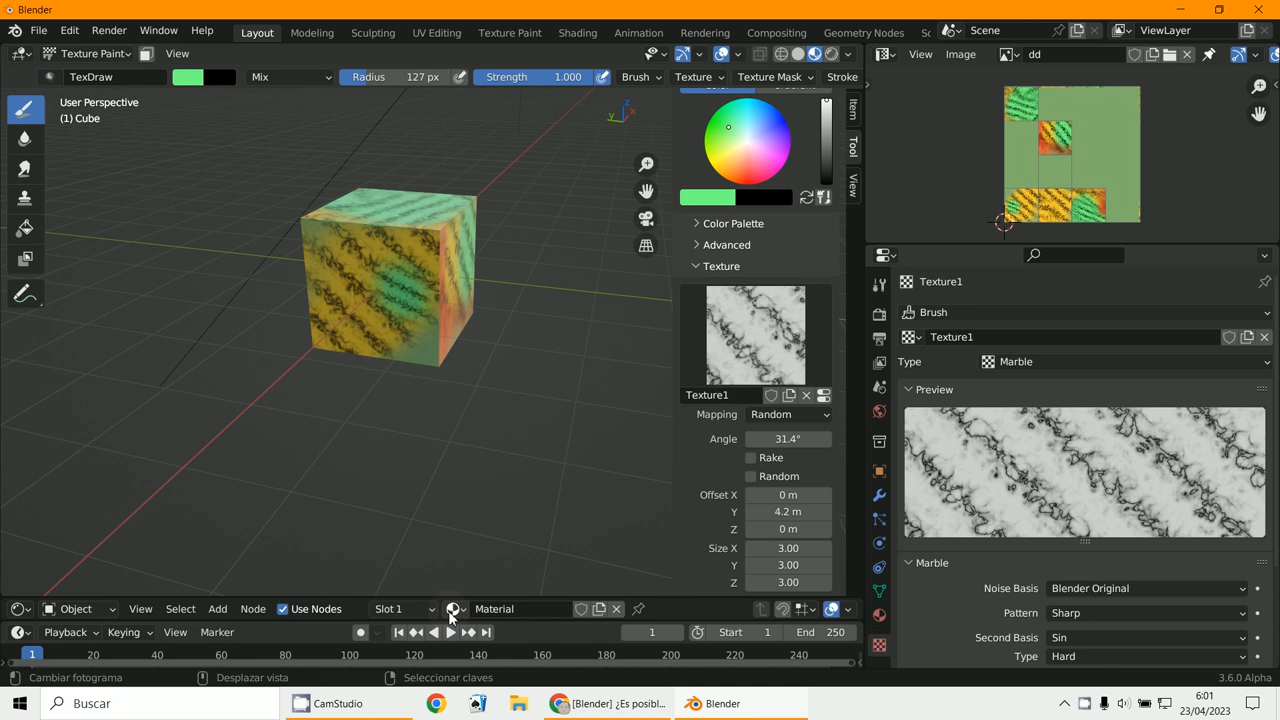 Blender
File Edit Render Window Help Layout Modeling Sculpting UV Editing Texture Paint Shading Animation Rendering Compositing Geometry Nodes Sc Scene ViewLayer
Texture Paint View View Image dd
TexDraw Mix Radius 127 px Strength 1.000 Brush Texture Texture Mask Stroke
Color Gradient
User Perspective
(1) Cube
Item
Tool
View
Color Palette
Advanced
Texture
Texture1
Mapping Random
Angle 31.4°
Rake
Random
Offset X 0 m
Y 4.2 m
Z 0 m
Size X 3.00
Y 3.00
Z 3.00
Texture1
Brush
Texture1
Type Marble
Preview
Marble
Noise Basis Blender Original
Pattern Sharp
Second Basis Sin
Type Hard
Object View Select Add Node Use Nodes Slot 1 Material
Playback Keying View Marker 1 Start 1 End 250
1 20 40 60 80 100 120 140 160 180 200 220 240
Cambiar fotograma Desplazar vista Seleccionar claves 3.6.0 Alpha
Buscar CamStudio [Blender] ¿Es posibl... Blender
6:01
23/04/2023